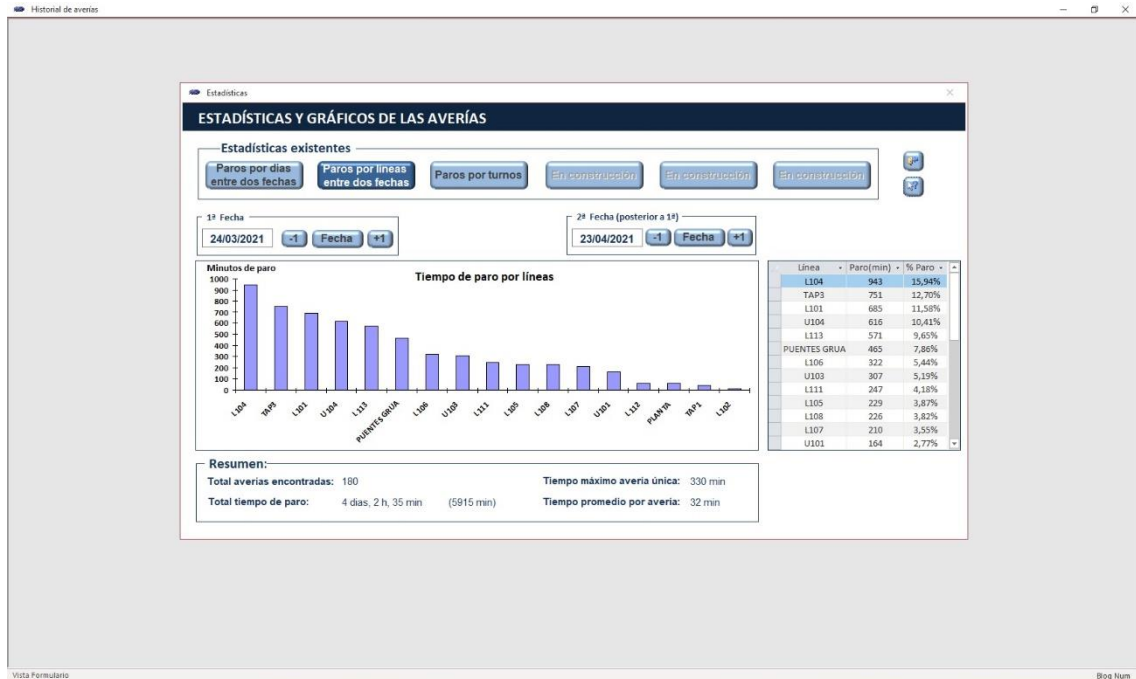 Historial de averías
Estadísticas
ESTADÍSTICAS Y GRÁFICOS DE LAS AVERÍAS
Estadísticas existentes
Paros por dias entre dos fechas
Paros por líneas entre dos fechas
Paros por turnos
En construcción
En construcción
En construcción
1ª Fecha
24/03/2021 -1 Fecha +1
2ª Fecha (posterior a 1ª)
23/04/2021 -1 Fecha +1
Minutos de paro
Tiempo de paro por líneas
1000
900
800
700
600
500
400
300
200
100
0
L104 TAP3 L101 U104 L113 PUENTES GRUA L106 U103 L111 L105 L108 L107 U101 L112 PLANTA TAP1 L102
Línea Paro(min) % Paro
L104 943 15,94%
TAP3 751 12,70%
L101 685 11,58%
U104 616 10,41%
L113 571 9,65%
PUENTES GRUA 465 7,86%
L106 322 5,44%
U103 307 5,19%
L111 247 4,18%
L105 229 3,87%
L108 226 3,82%
L107 210 3,55%
U101 164 2,77%
Resumen:
Total averías encontradas: 180
Tiempo máximo avería única: 330 min
Total tiempo de paro: 4 dias, 2 h, 35 min (5915 min)
Tiempo promedio por avería: 32 min
Vista Formulario
Bloq Num